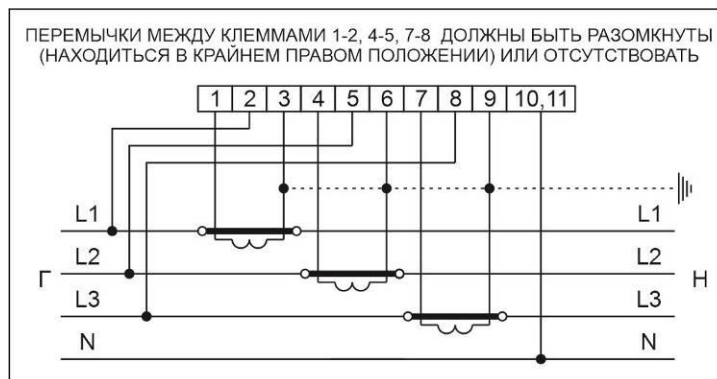 ПЕРЕМЫЧКИ МЕЖДУ КЛЕММАМИ 1-2, 4-5, 7-8 ДОЛЖНЫ БЫТЬ РАЗОМКНУТЫ
(НАХОДИТЬСЯ В КРАЙНЕМ ПРАВОМ ПОЛОЖЕНИИ) ИЛИ ОТСУТСТВОВАТЬ
1 2 3 4 5 6 7 8 9 10,11
L1 L1
L2 L2
Г Н
L3 L3
N N